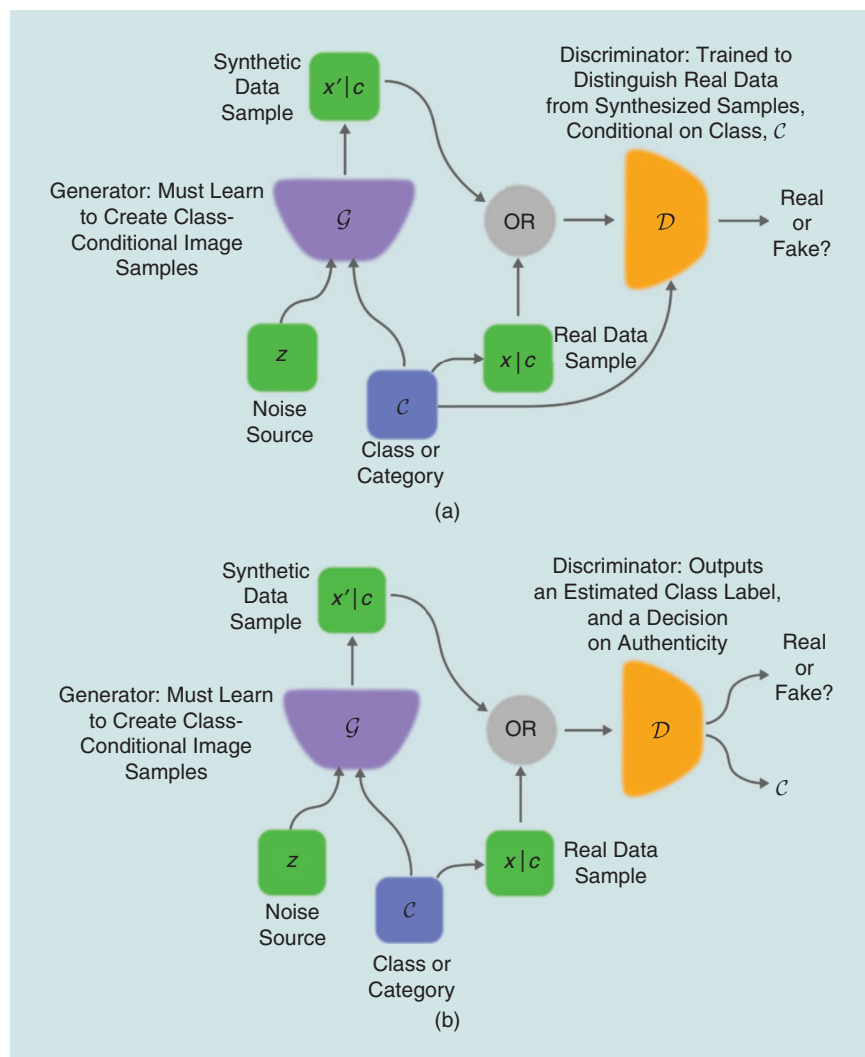 Synthetic
Data
Sample
x′|c
Discriminator: Trained to
Distinguish Real Data
from Synthesized Samples,
Conditional on Class, 𝒞
Generator: Must Learn
to Create Class-
Conditional Image
Samples
𝒢
OR
𝒟
Real
or
Fake?
z
Noise
Source
𝒞
Class or
Category
x|c
Real Data
Sample
(a)
Synthetic
Data
Sample
x′|c
Discriminator: Outputs
an Estimated Class Label,
and a Decision
on Authenticity
Generator: Must Learn
to Create Class-
Conditional Image
Samples
𝒢
OR
𝒟
Real
or
Fake?
𝒞
z
Noise
Source
𝒞
Class or
Category
x|c
Real Data
Sample
(b)